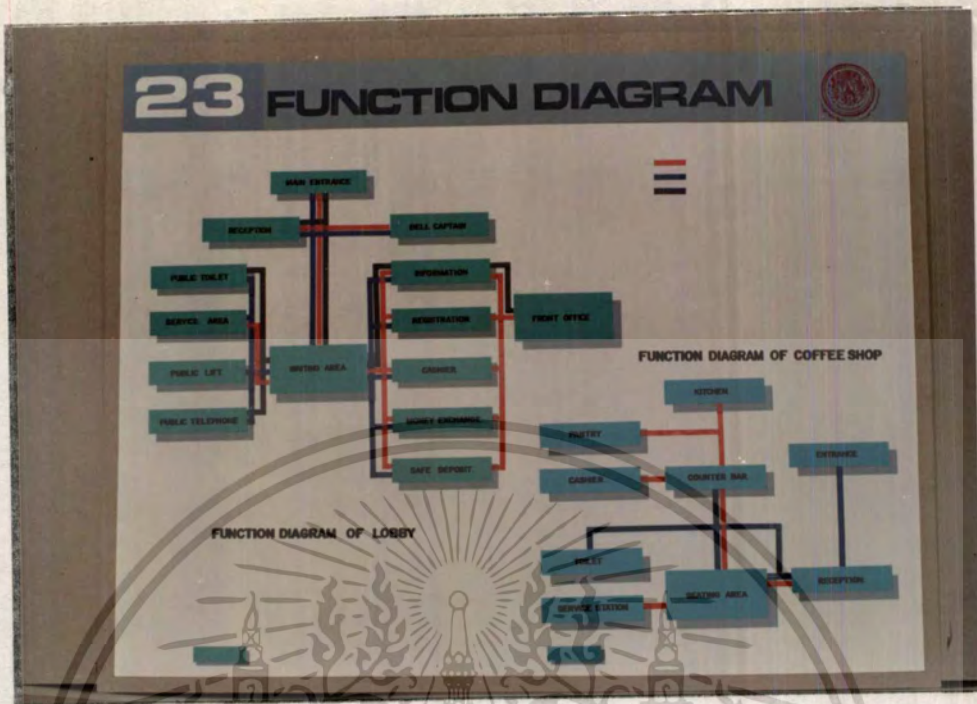 23 FUNCTION DIAGRAM
MAIN ENTRANCE
RECEPTION
BELL CAPTAIN
PUBLIC TOILET
INFORMATION
SERVICE AREA
REGISTRATION
FRONT OFFICE
PUBLIC LIFT
WAITING AREA
CASHIER
PUBLIC TELEPHONE
MONEY EXCHANGE
SAFE DEPOSIT
FUNCTION DIAGRAM OF LOBBY
FUNCTION DIAGRAM OF COFFEE SHOP
KITCHEN
PANTRY
ENTRANCE
CASHIER
COUNTER BAR
TOILET
SEATING AREA
RECEPTION
SERVICE STATION